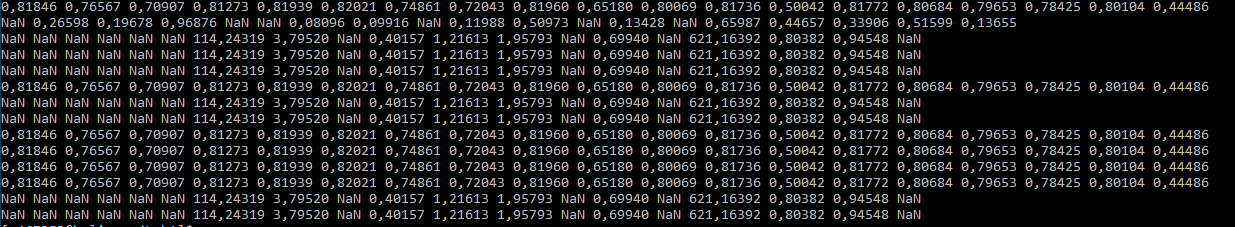 0,81846 0,76567 0,70907 0,81273 0,81939 0,82021 0,74861 0,72043 0,81960 0,65180 0,80069 0,81736 0,50042 0,81772 0,80684 0,79653 0,78425 0,80104 0,44486
NaN 0,26598 0,19678 0,96876 NaN NaN 0,08096 0,09916 NaN 0,11988 0,50973 NaN 0,13428 NaN 0,65987 0,44657 0,33906 0,51599 0,13655
NaN NaN NaN NaN NaN NaN 114,24319 3,79520 NaN 0,40157 1,21613 1,95793 NaN 0,69940 NaN 621,16392 0,80382 0,94548 NaN
NaN NaN NaN NaN NaN NaN 114,24319 3,79520 NaN 0,40157 1,21613 1,95793 NaN 0,69940 NaN 621,16392 0,80382 0,94548 NaN
NaN NaN NaN NaN NaN NaN 114,24319 3,79520 NaN 0,40157 1,21613 1,95793 NaN 0,69940 NaN 621,16392 0,80382 0,94548 NaN
0,81846 0,76567 0,70907 0,81273 0,81939 0,82021 0,74861 0,72043 0,81960 0,65180 0,80069 0,81736 0,50042 0,81772 0,80684 0,79653 0,78425 0,80104 0,44486
NaN NaN NaN NaN NaN NaN 114,24319 3,79520 NaN 0,40157 1,21613 1,95793 NaN 0,69940 NaN 621,16392 0,80382 0,94548 NaN
NaN NaN NaN NaN NaN NaN 114,24319 3,79520 NaN 0,40157 1,21613 1,95793 NaN 0,69940 NaN 621,16392 0,80382 0,94548 NaN
0,81846 0,76567 0,70907 0,81273 0,81939 0,82021 0,74861 0,72043 0,81960 0,65180 0,80069 0,81736 0,50042 0,81772 0,80684 0,79653 0,78425 0,80104 0,44486
0,81846 0,76567 0,70907 0,81273 0,81939 0,82021 0,74861 0,72043 0,81960 0,65180 0,80069 0,81736 0,50042 0,81772 0,80684 0,79653 0,78425 0,80104 0,44486
0,81846 0,76567 0,70907 0,81273 0,81939 0,82021 0,74861 0,72043 0,81960 0,65180 0,80069 0,81736 0,50042 0,81772 0,80684 0,79653 0,78425 0,80104 0,44486
0,81846 0,76567 0,70907 0,81273 0,81939 0,82021 0,74861 0,72043 0,81960 0,65180 0,80069 0,81736 0,50042 0,81772 0,80684 0,79653 0,78425 0,80104 0,44486
NaN NaN NaN NaN NaN NaN 114,24319 3,79520 NaN 0,40157 1,21613 1,95793 NaN 0,69940 NaN 621,16392 0,80382 0,94548 NaN
NaN NaN NaN NaN NaN NaN 114,24319 3,79520 NaN 0,40157 1,21613 1,95793 NaN 0,69940 NaN 621,16392 0,80382 0,94548 NaN